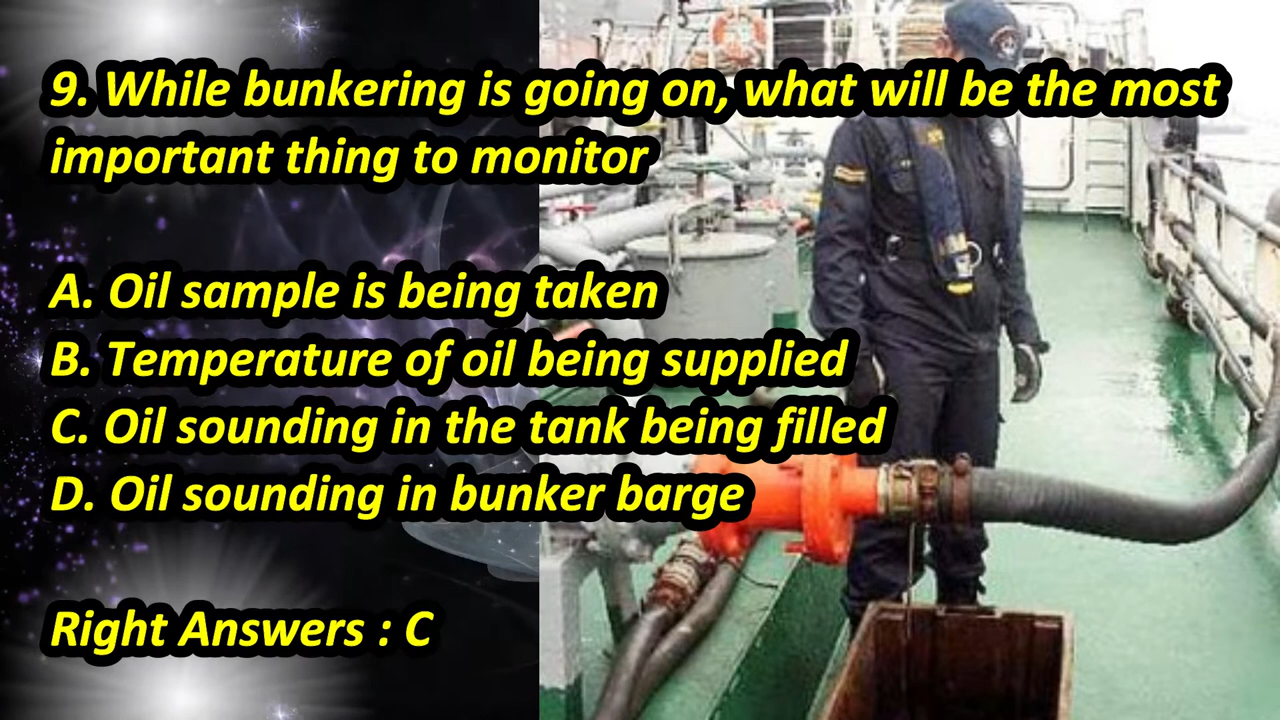 9. While bunkering is going on, what will be the most
important thing to monitor
A. Oil sample is being taken
B. Temperature of oil being supplied
C. Oil sounding in the tank being filled
D. Oil sounding in bunker barge
Right Answers : C